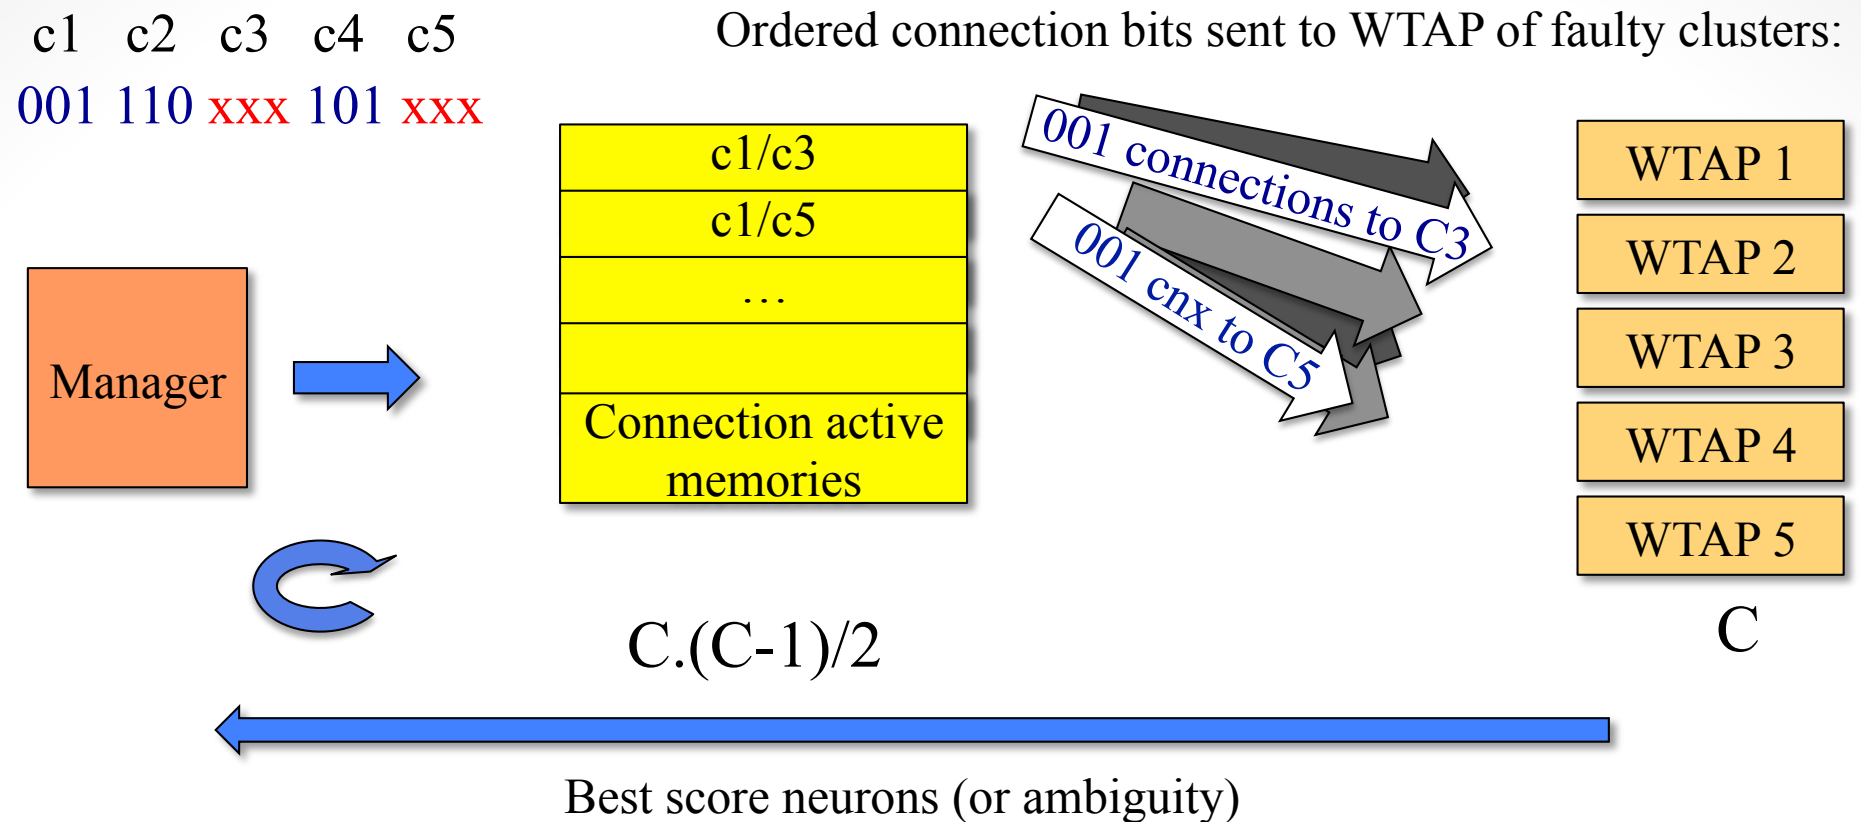 c1 c2 c3 c4 c5
Ordered connection bits sent to WTAP of faulty clusters:
001 110 xxx 101 xxx
Manager
c1/c3
c1/c5
…
Connection active
memories
001 connections to C3
001 cnx to C5
WTAP 1
WTAP 2
WTAP 3
WTAP 4
WTAP 5
C.(C-1)/2
C
Best score neurons (or ambiguity)